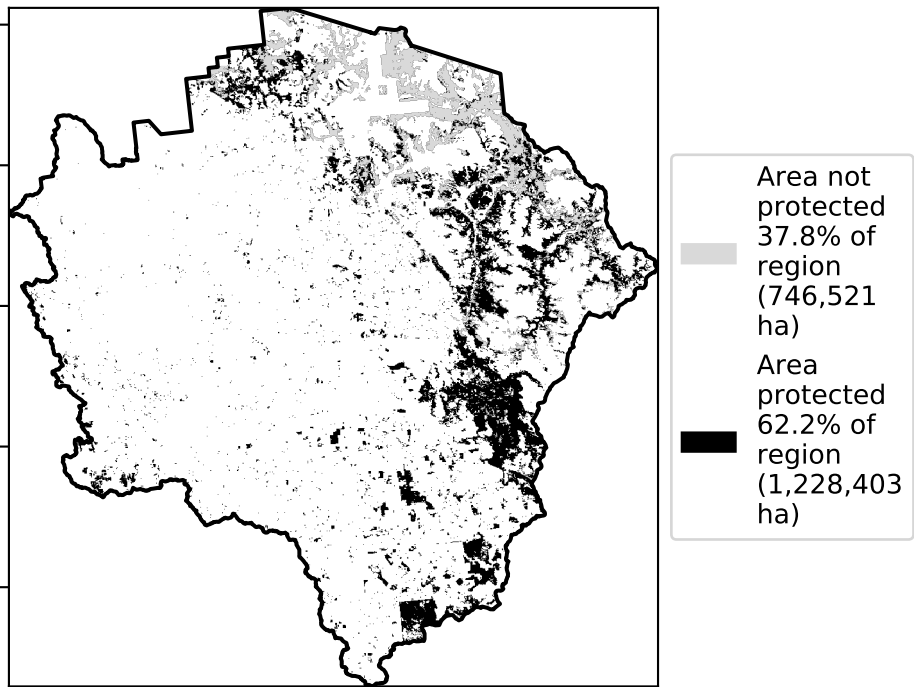 Area not
protected
37.8% of
region
(746,521
ha)
Area
protected
62.2% of
region
(1,228,403
ha)